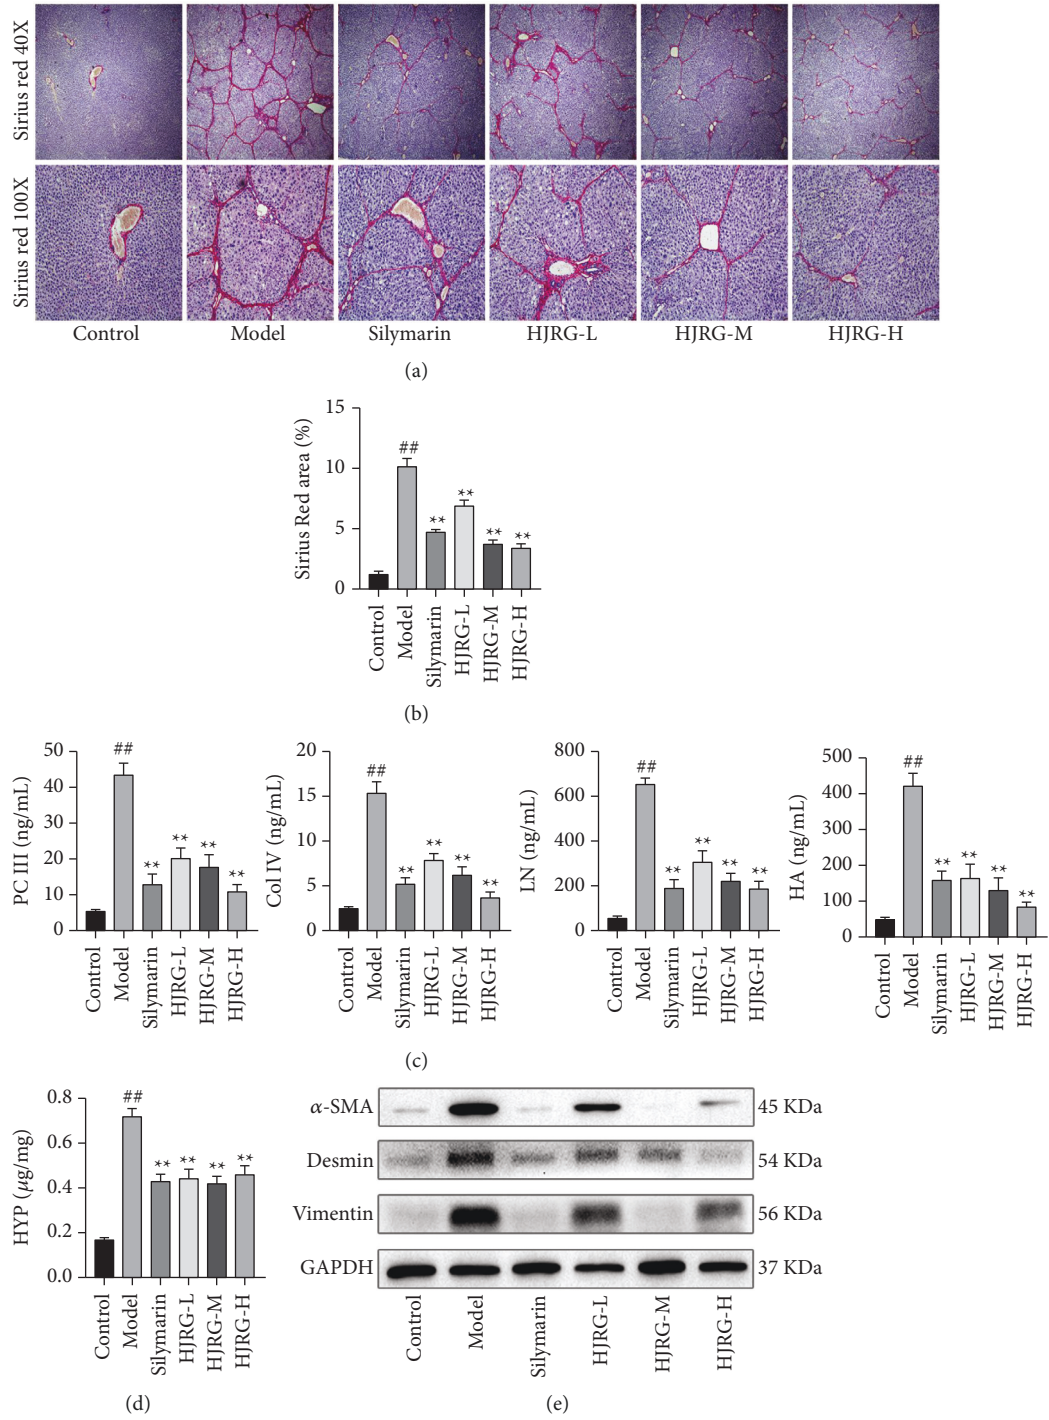 Sirius red 40X
Sirius red 100X
Control Model Silymarin HJRG-L HJRG-M HJRG-H
(a)
Sirius Red area (%)
15
10
5
0
##
**
**
**
**
Control Model Silymarin HJRG-L HJRG-M HJRG-H
(b)
PC III (ng/mL)
50
40
30
20
10
0
##
**
**
**
**
Control Model Silymarin HJRG-L HJRG-M HJRG-H
Col IV (ng/mL)
20
15
10
5
0
##
**
**
**
**
Control Model Silymarin HJRG-L HJRG-M HJRG-H
LN (ng/mL)
800
600
400
200
0
##
**
**
**
**
Control Model Silymarin HJRG-L HJRG-M HJRG-H
HA (ng/mL)
500
400
300
200
100
0
##
**
**
**
**
Control Model Silymarin HJRG-L HJRG-M HJRG-H
(c)
HYP (μg/mg)
0.8
0.6
0.4
0.2
0.0
##
**
**
**
**
Control Model Silymarin HJRG-L HJRG-M HJRG-H
(d)
α-SMA 45 KDa
Desmin 54 KDa
Vimentin 56 KDa
GAPDH 37 KDa
Control Model Silymarin HJRG-L HJRG-M HJRG-H
(e)